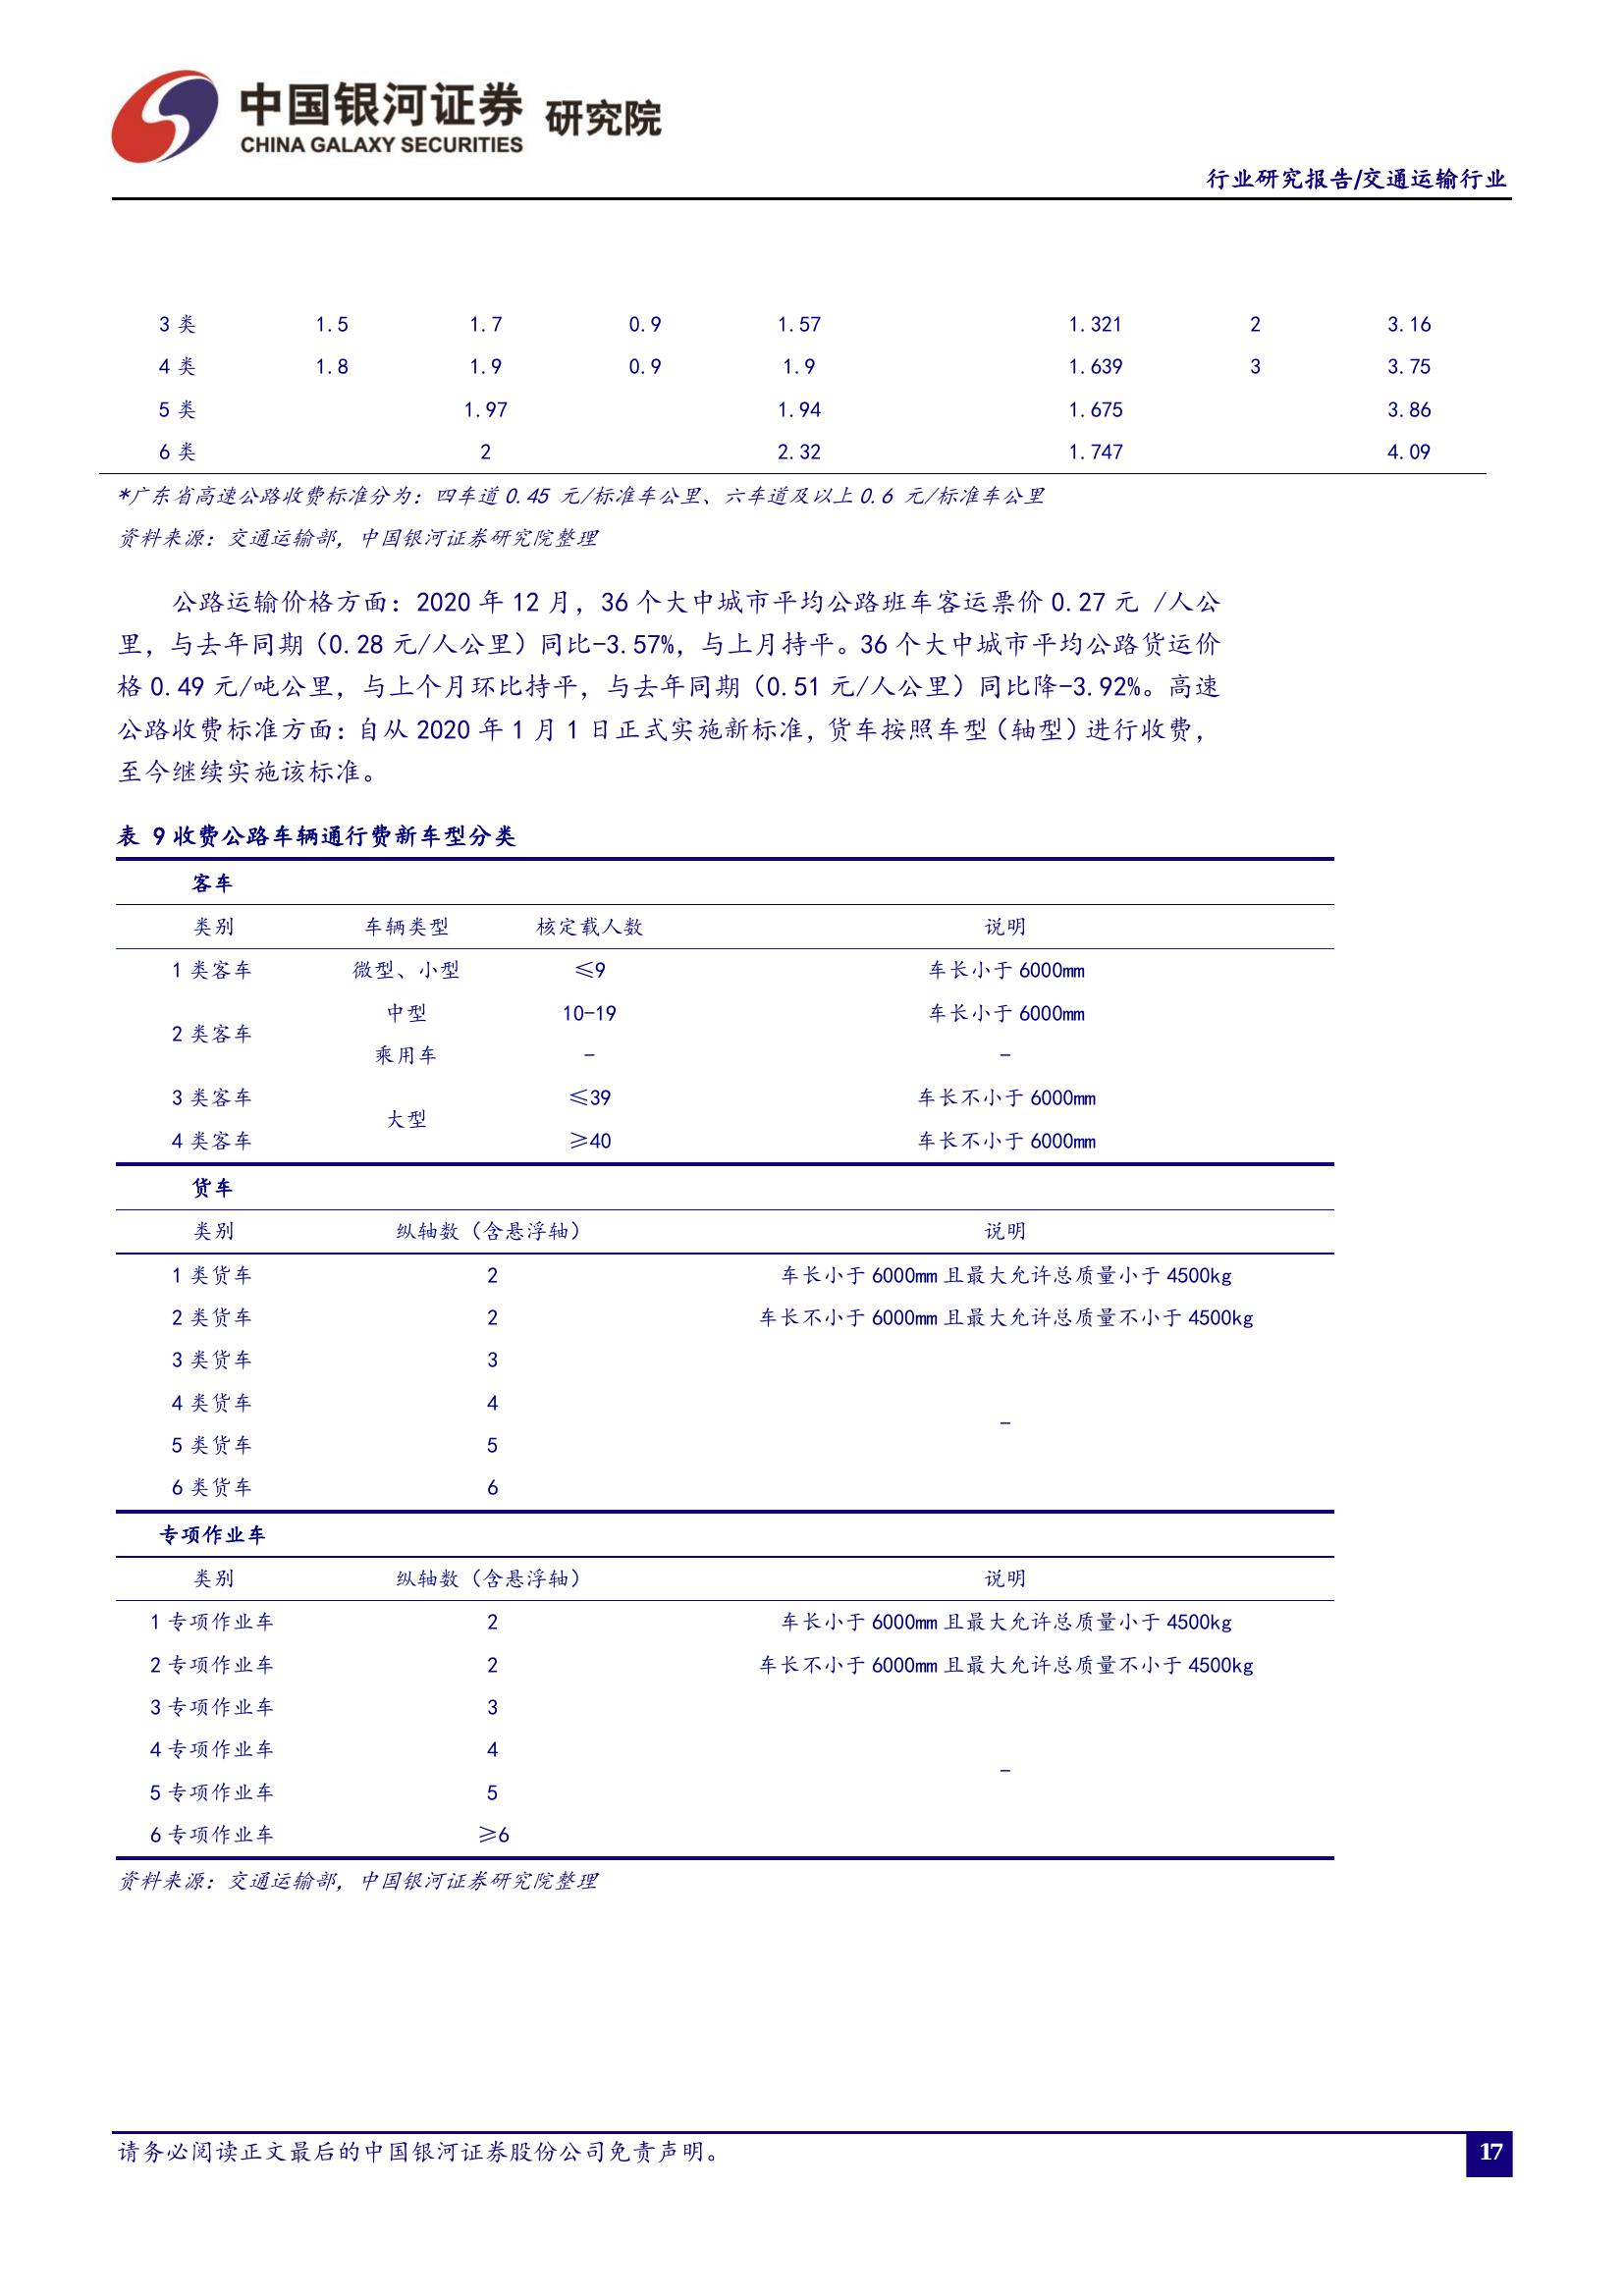 中国银河证券 研究院
CHINA GALAXY SECURITIES
行业研究报告/交通运输行业
3 类 1.5 1.7 0.9 1.57 1.321 2 3.16
4 类 1.8 1.9 0.9 1.9 1.639 3 3.75
5 类 1.97 1.94 1.675 3.86
6 类 2 2.32 1.747 4.09
*广东省高速公路收费标准分为：四车道 0.45 元/标准车公里、六车道及以上 0.6 元/标准车公里
资料来源：交通运输部，中国银河证券研究院整理
公路运输价格方面：2020 年 12 月，36 个大中城市平均公路班车客运票价 0.27 元 /人公
里，与去年同期（0.28 元/人公里）同比-3.57%，与上月持平。36 个大中城市平均公路货运价
格 0.49 元/吨公里，与上个月环比持平，与去年同期（0.51 元/人公里）同比降-3.92%。高速
公路收费标准方面：自从 2020 年 1 月 1 日正式实施新标准，货车按照车型（轴型）进行收费，
至今继续实施该标准。
表 9 收费公路车辆通行费新车型分类
客车
类别 车辆类型 核定载人数 说明
1 类客车 微型、小型 ≤9 车长小于 6000mm
2 类客车 中型 10-19 车长小于 6000mm
乘用车 - -
3 类客车 大型 ≤39 车长不小于 6000mm
4 类客车 ≥40 车长不小于 6000mm
货车
类别 纵轴数（含悬浮轴） 说明
1 类货车 2 车长小于 6000mm 且最大允许总质量小于 4500kg
2 类货车 2 车长不小于 6000mm 且最大允许总质量不小于 4500kg
3 类货车 3
4 类货车 4 -
5 类货车 5
6 类货车 6
专项作业车
类别 纵轴数（含悬浮轴） 说明
1 专项作业车 2 车长小于 6000mm 且最大允许总质量小于 4500kg
2 专项作业车 2 车长不小于 6000mm 且最大允许总质量不小于 4500kg
3 专项作业车 3
4 专项作业车 4 -
5 专项作业车 5
6 专项作业车 ≥6
资料来源：交通运输部，中国银河证券研究院整理
请务必阅读正文最后的中国银河证券股份公司免责声明。 17